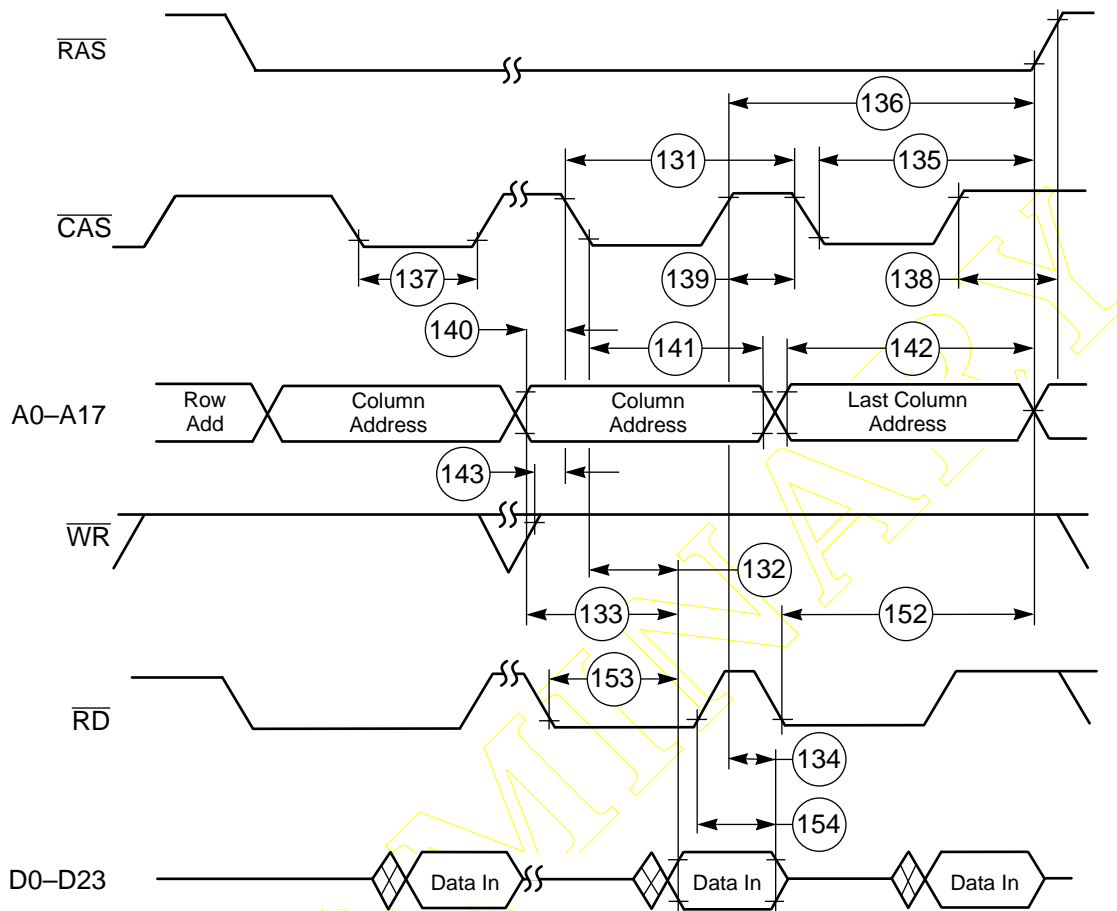 RAS
136
131
135
CAS
137
139
138
140
141
142
A0–A17
Row
Add
Column
Address
Column
Address
Last Column
Address
143
WR
132
133
152
153
RD
134
154
D0–D23
Data In
Data In
Data In